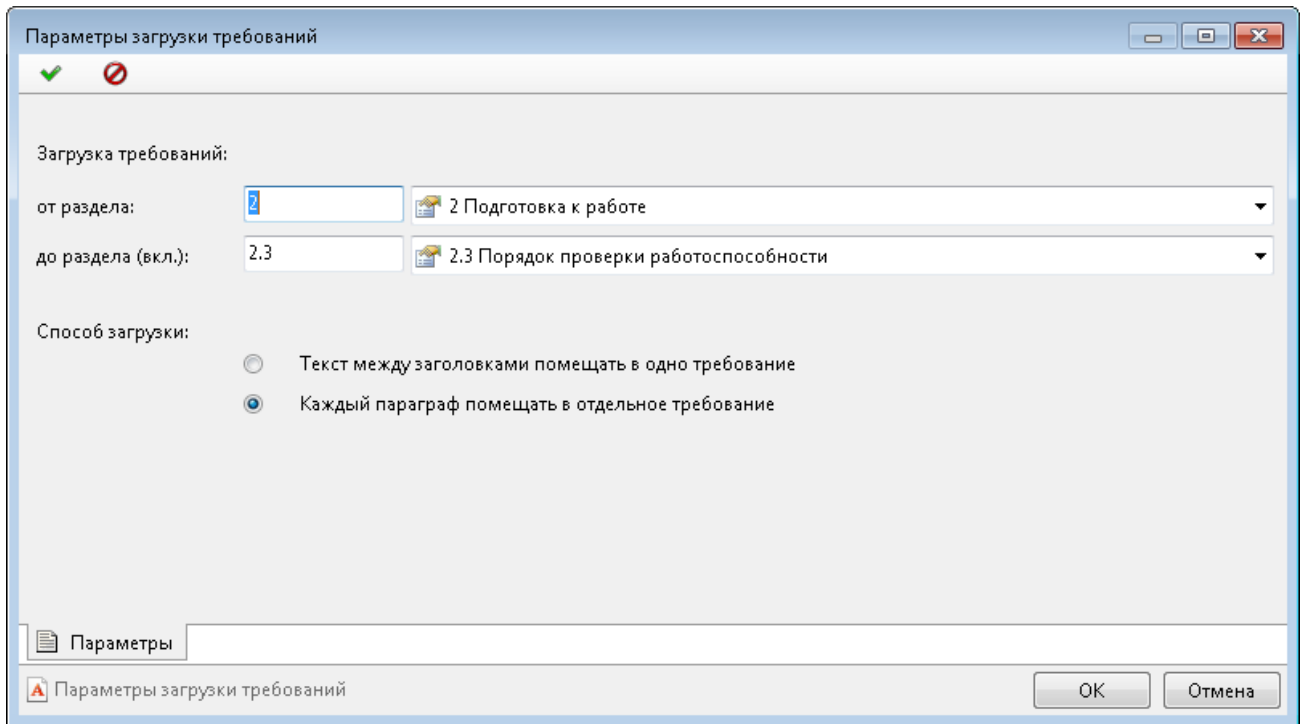 Параметры загрузки требований
Загрузка требований:
от раздела: 2 2 Подготовка к работе
до раздела (вкл.): 2.3 2.3 Порядок проверки работоспособности
Способ загрузки:
Текст между заголовками помещать в одно требование
Каждый параграф помещать в отдельное требование
Параметры
A Параметры загрузки требований OK Отмена